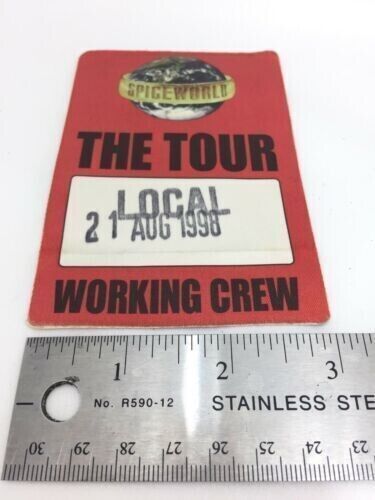 SPICEWORLD
THE TOUR
LOCAL
21 AUG 1998
WORKING CREW
1 2 3
No. R590-12 STAINLESS STE
30 29 28 27 26 25 24 23